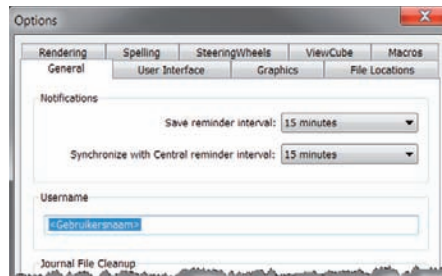 Options
Rendering Spelling SteeringWheels ViewCube Macros
General User Interface Graphics File Locations
Notifications
Save reminder interval: 15 minutes
Synchronize with Central reminder interval: 15 minutes
Username
<Gebruikersnaam>
Journal File Cleanup